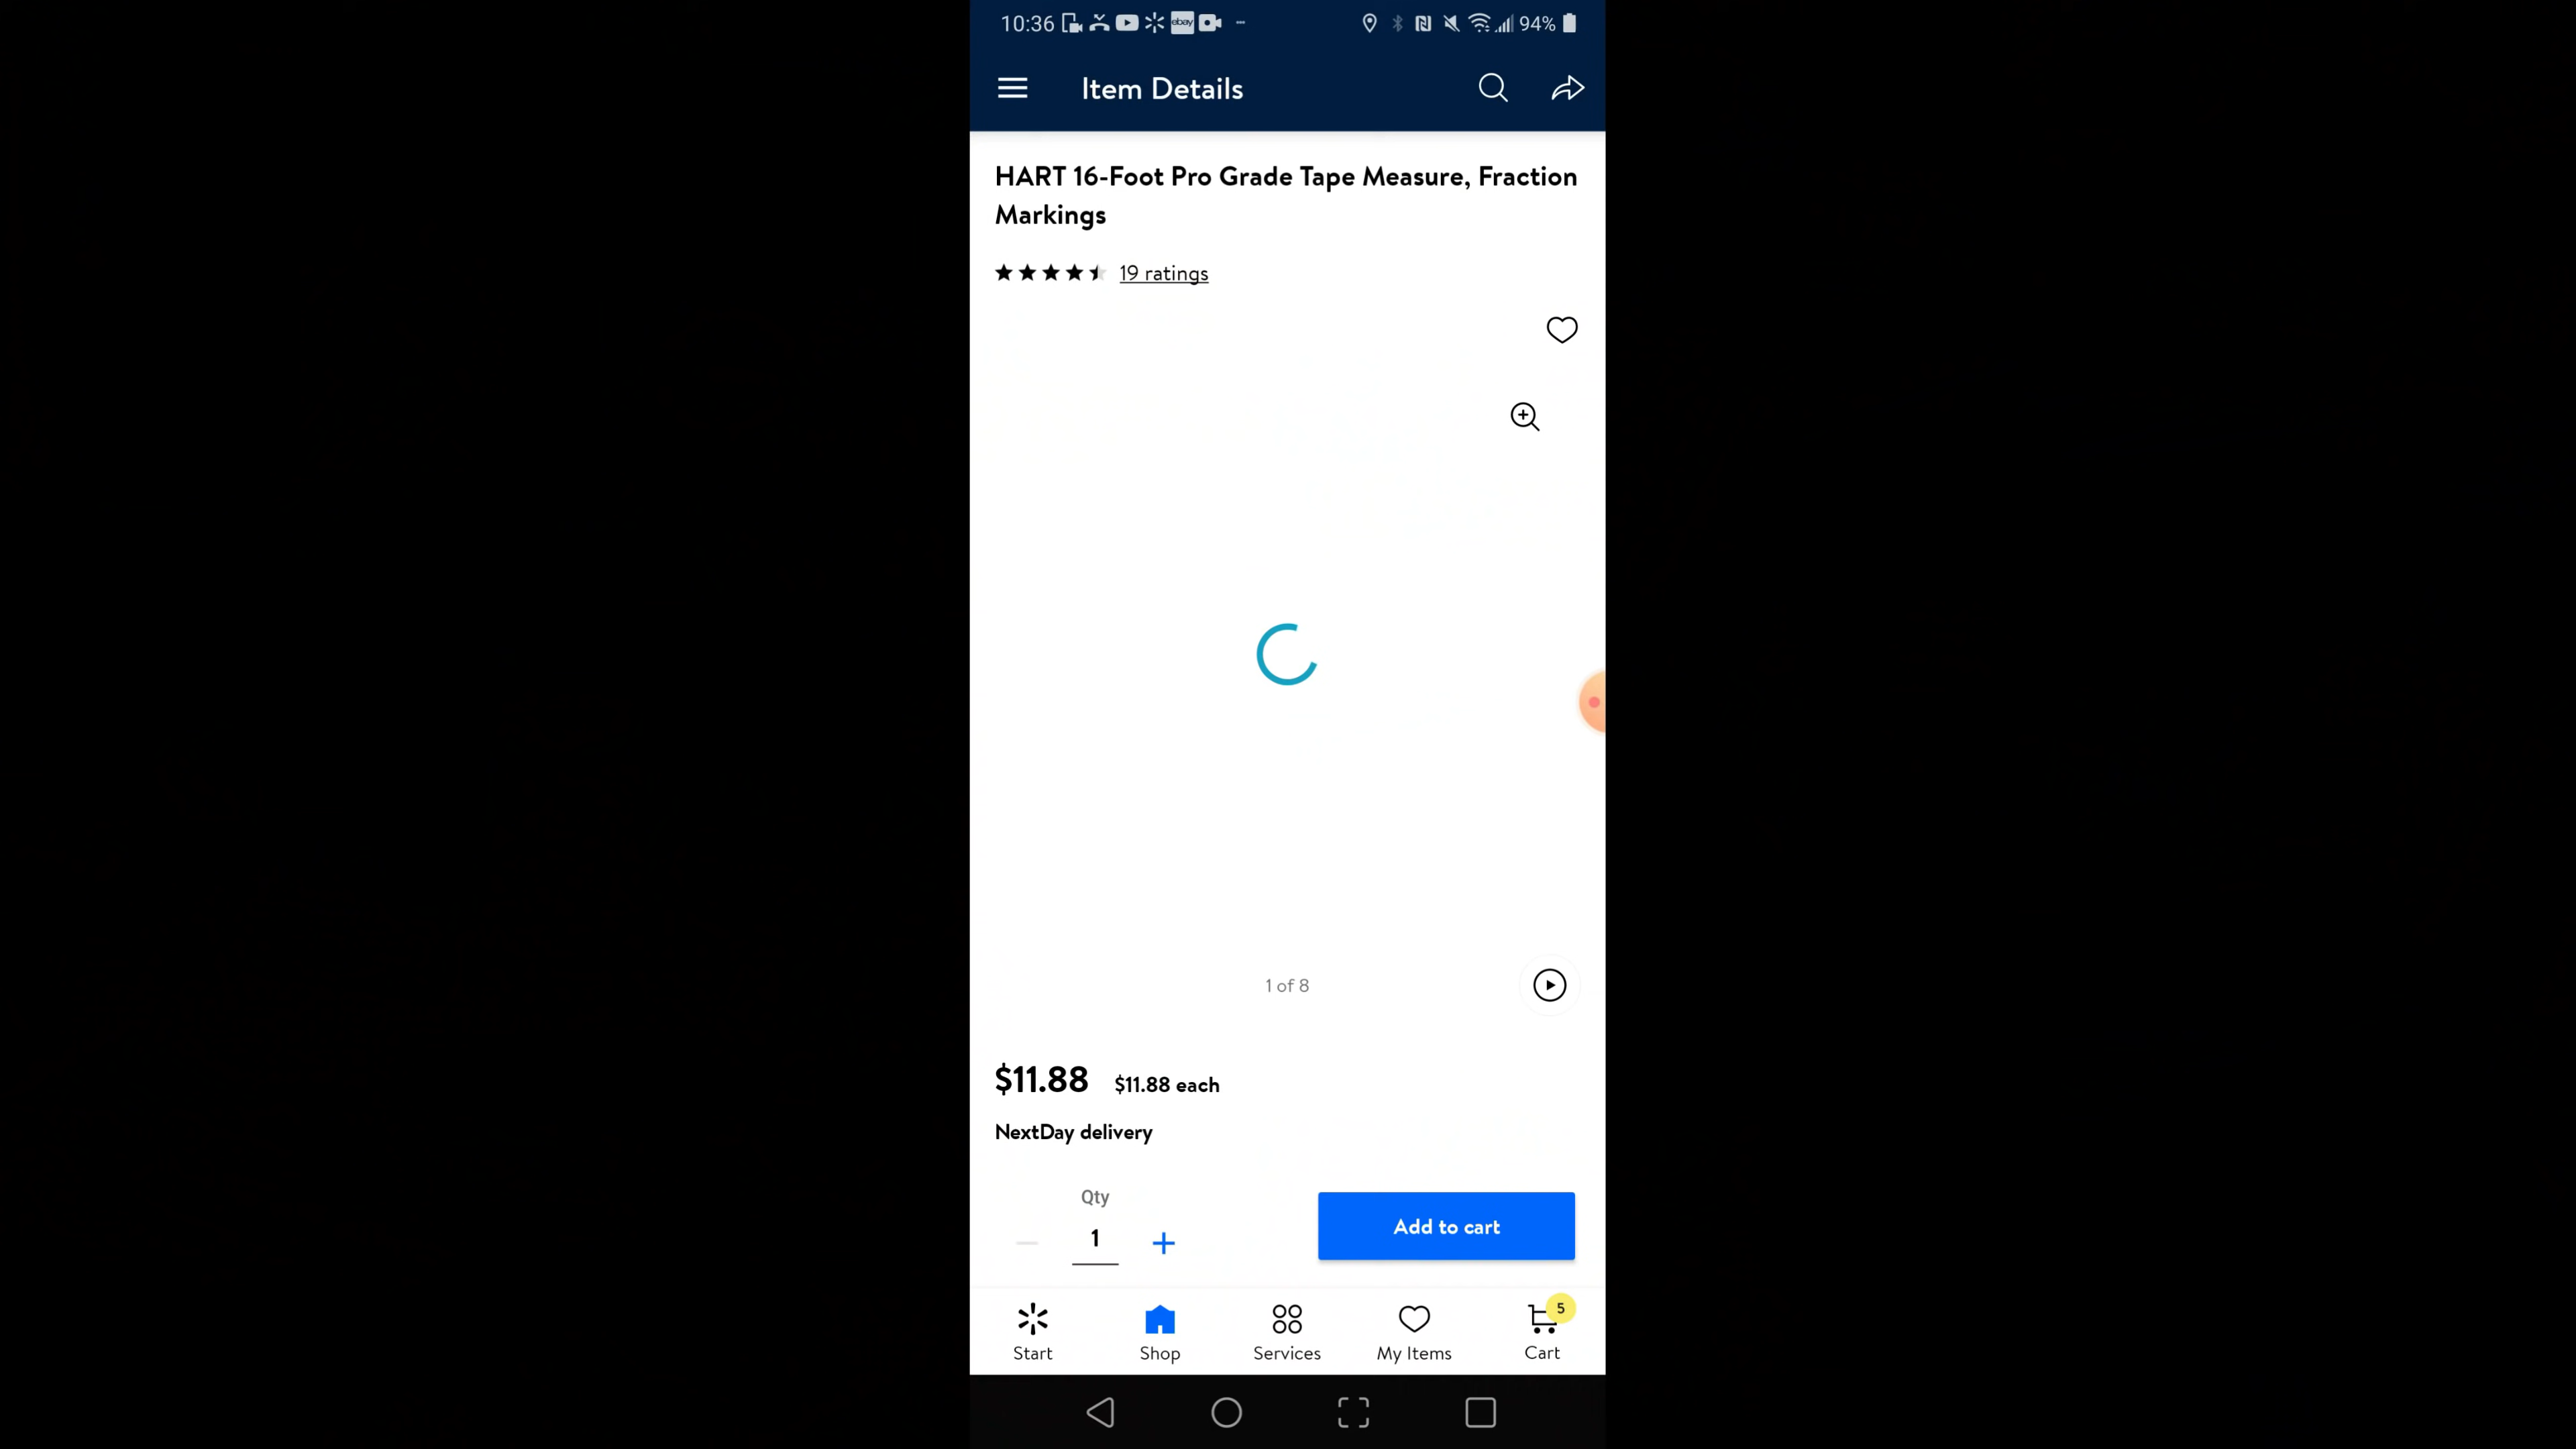 10:36
ebay
94%
Item Details
HART 16-Foot Pro Grade Tape Measure, Fraction
Markings
19 ratings
1 of 8
$11.88 $11.88 each
NextDay delivery
Qty
1
Add to cart
5
Start Shop Services My Items Cart